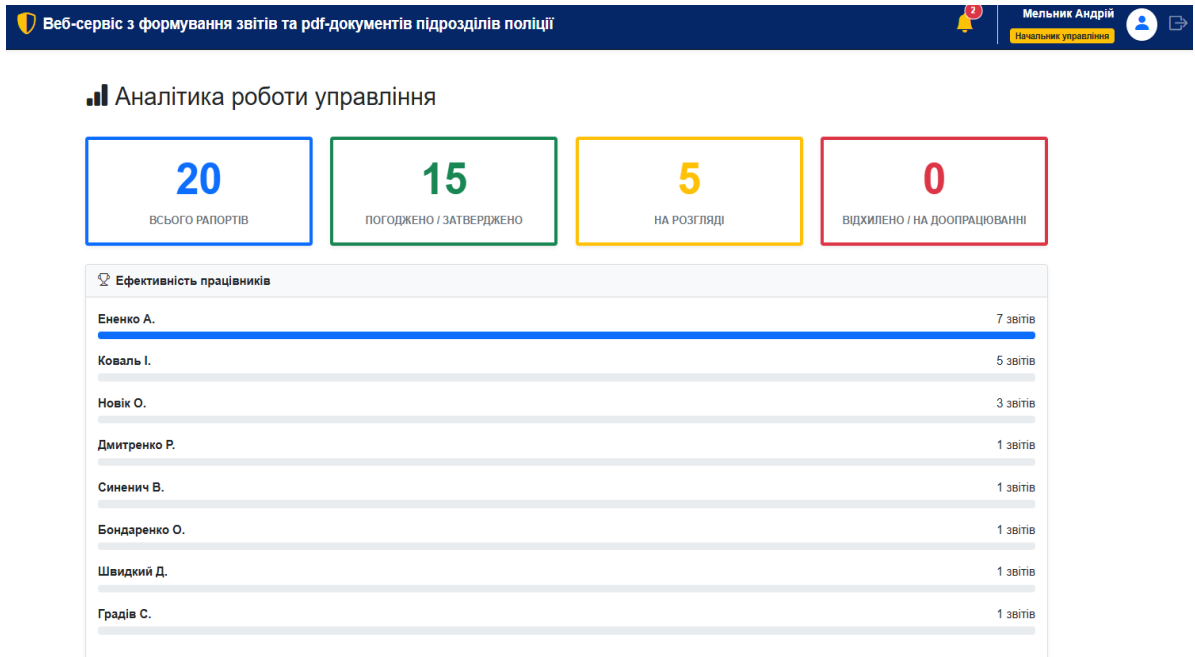 Веб-сервіс з формування звітів та pdf-документів підрозділів поліції
2
Мельник Андрій
Начальник управління
Аналітика роботи управління
20
ВСЬОГО РАПОРТІВ
15
ПОГОДЖЕНО / ЗАТВЕРДЖЕНО
5
НА РОЗГЛЯДІ
0
ВІДХИЛЕНО / НА ДООПРАЦЮВАННІ
Ефективність працівників
Ененко А. 7 звітів
Коваль І. 5 звітів
Новік О. 3 звітів
Дмитренко Р. 1 звітів
Синенич В. 1 звітів
Бондаренко О. 1 звітів
Швидкий Д. 1 звітів
Градів С. 1 звітів